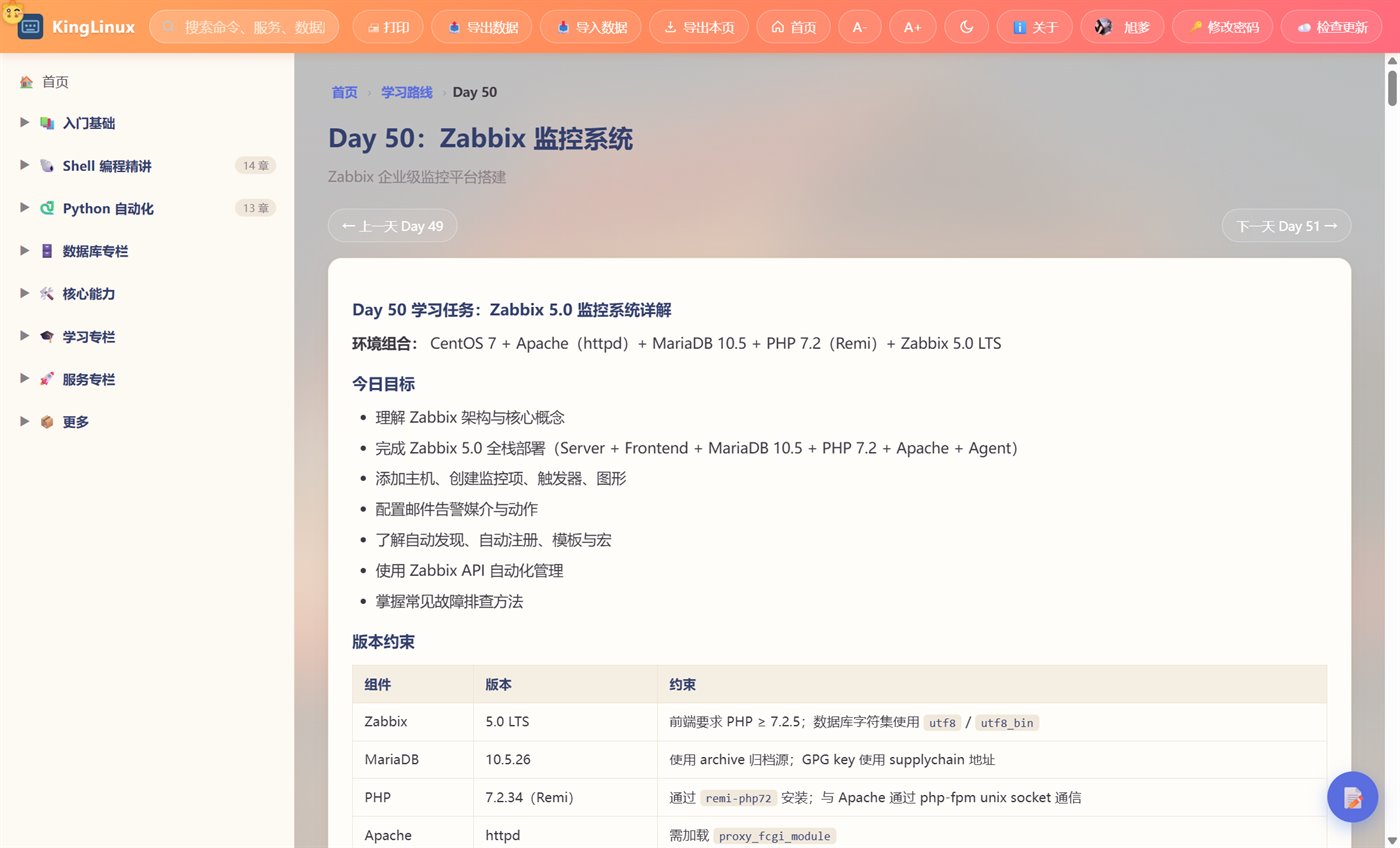 KingLinux
搜索命令、服务、数据
打印
导出数据
导入数据
导出本页
首页
A-
A+
关于
旭爹
修改密码
检查更新
首页
入门基础
Shell 编程精讲
14 章
Python 自动化
13 章
数据库专栏
核心能力
学习专栏
服务专栏
更多
首页 › 学习路线 › Day 50
Day 50：Zabbix 监控系统
Zabbix 企业级监控平台搭建
← 上一天 Day 49
下一天 Day 51 →
Day 50 学习任务：Zabbix 5.0 监控系统详解
环境组合： CentOS 7 + Apache（httpd）+ MariaDB 10.5 + PHP 7.2（Remi）+ Zabbix 5.0 LTS
今日目标
• 理解 Zabbix 架构与核心概念
• 完成 Zabbix 5.0 全栈部署（Server + Frontend + MariaDB 10.5 + PHP 7.2 + Apache + Agent）
• 添加主机、创建监控项、触发器、图形
• 配置邮件告警媒介与动作
• 了解自动发现、自动注册、模板与宏
• 使用 Zabbix API 自动化管理
• 掌握常见故障排查方法
版本约束
组件 版本 约束
Zabbix 5.0 LTS 前端要求 PHP ≥ 7.2.5；数据库字符集使用 utf8 / utf8_bin
MariaDB 10.5.26 使用 archive 归档源；GPG key 使用 supplychain 地址
PHP 7.2.34（Remi） 通过 remi-php72 安装；与 Apache 通过 php-fpm unix socket 通信
Apache httpd 需加载 proxy_fcgi_module